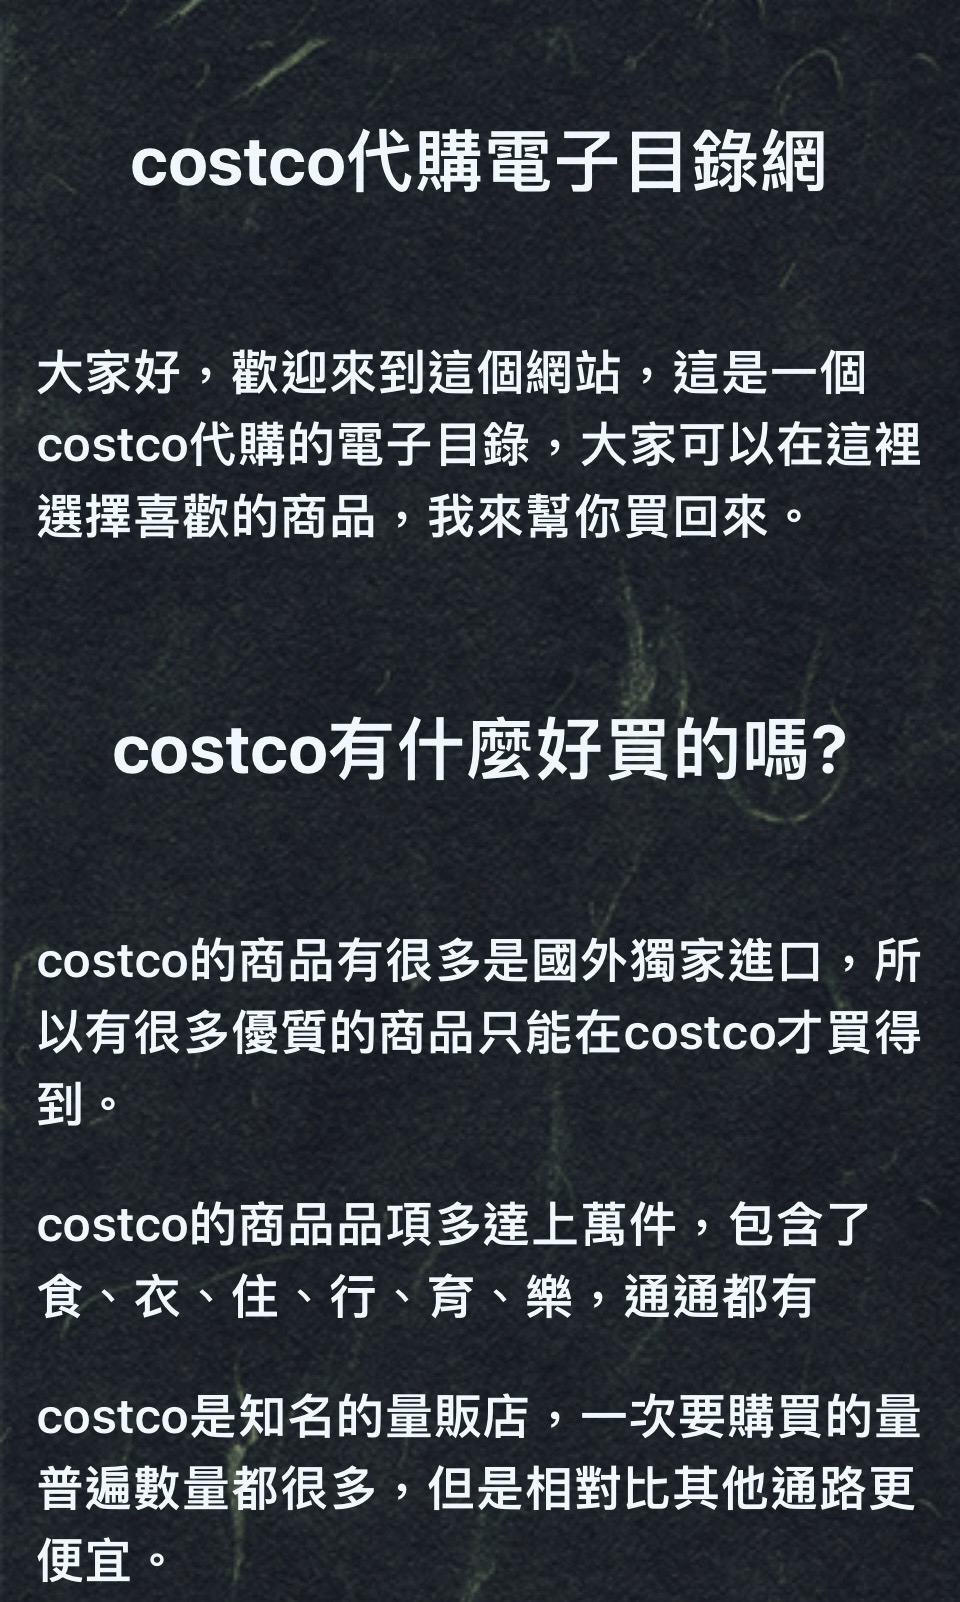 costco代購電子目錄網
大家好，歡迎來到這個網站，這是一個
costco代購的電子目錄，大家可以在這裡
選擇喜歡的商品，我來幫你買回來。
costco有什麼好買的嗎?
costco的商品有很多是國外獨家進口，所
以有很多優質的商品只能在costco才買得
到。
costco的商品品項多達上萬件，包含了
食、衣、住、行、育、樂，通通都有
costco是知名的量販店，一次要購買的量
普遍數量都很多，但是相對比其他通路更
便宜。